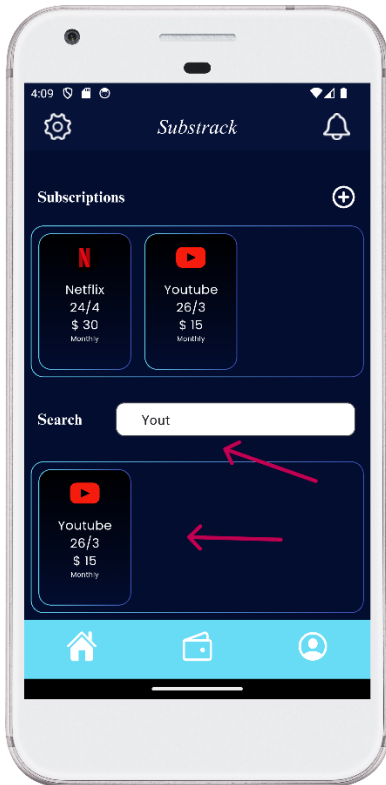 4:09
Substrack
Subscriptions
Netflix
24/4
$ 30
Monthly
Youtube
26/3
$ 15
Monthly
Search
Yout
Youtube
26/3
$ 15
Monthly